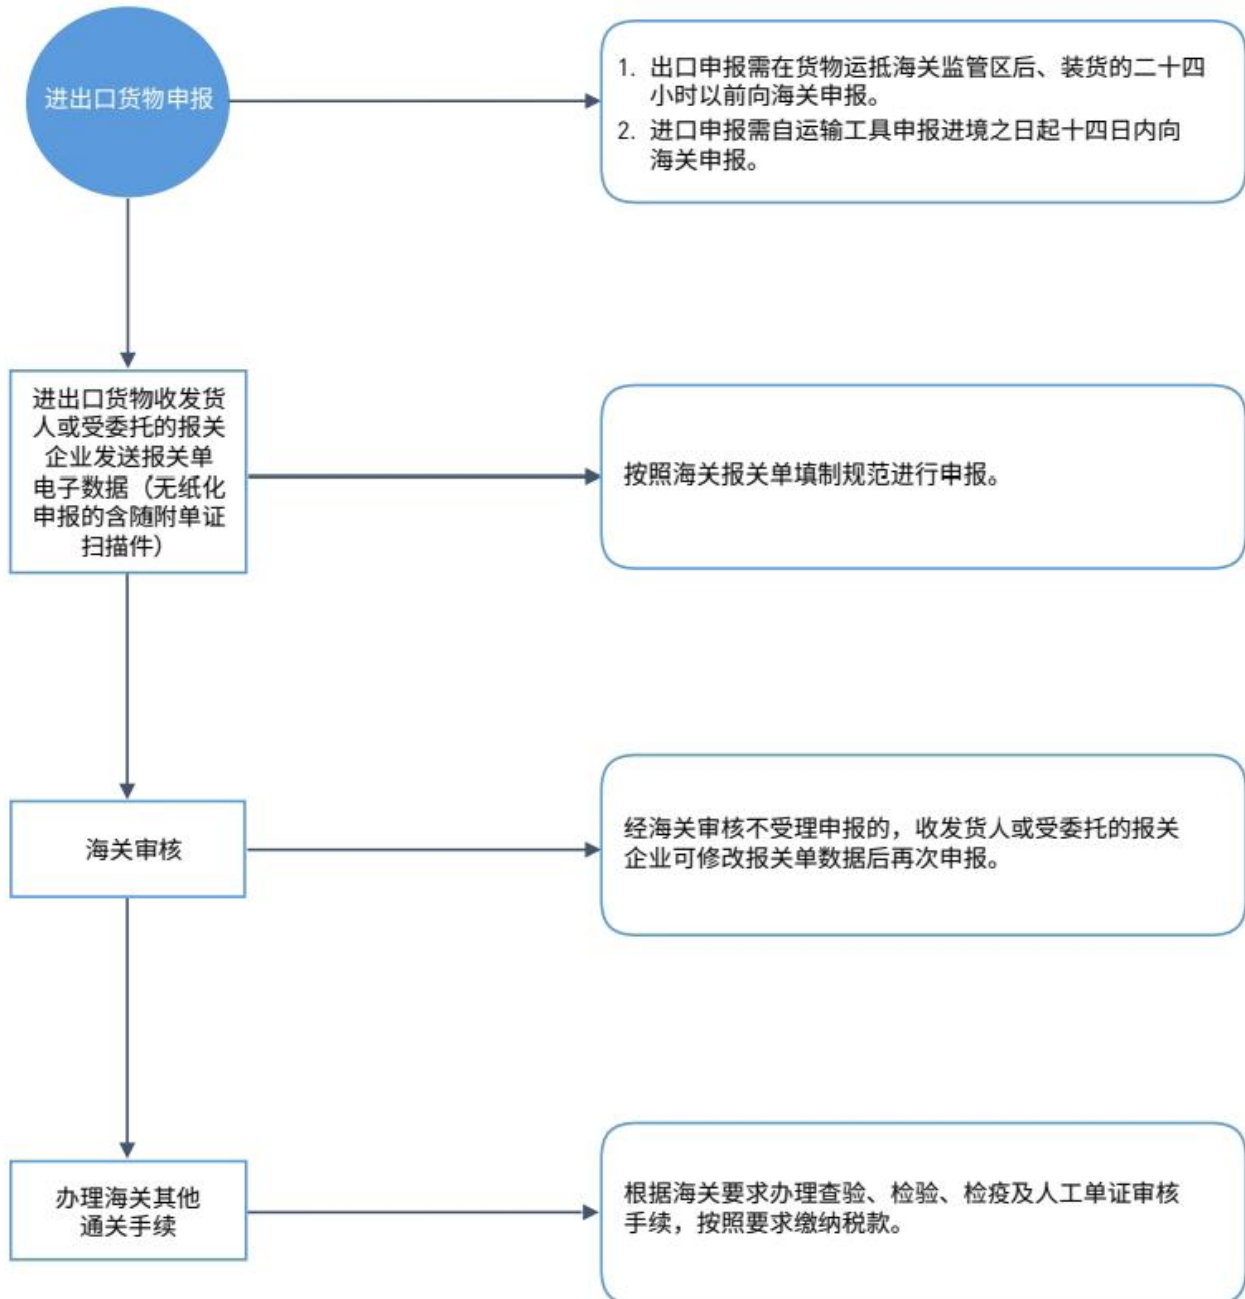 进出口货物申报
1. 出口申报需在货物运抵海关监管区后、装货的二十四
小时以前向海关申报。
2. 进口申报需自运输工具申报进境之日起十四日内向
海关申报。
进出口货物收发货
人或受委托的报关
企业发送报关单
电子数据（无纸化
申报的含随附单证
扫描件）
按照海关报关单填制规范进行申报。
海关审核
经海关审核不受理申报的，收发货人或受委托的报关
企业可修改报关单数据后再次申报。
办理海关其他
通关手续
根据海关要求办理查验、检验、检疫及人工单证审核
手续，按照要求缴纳税款。